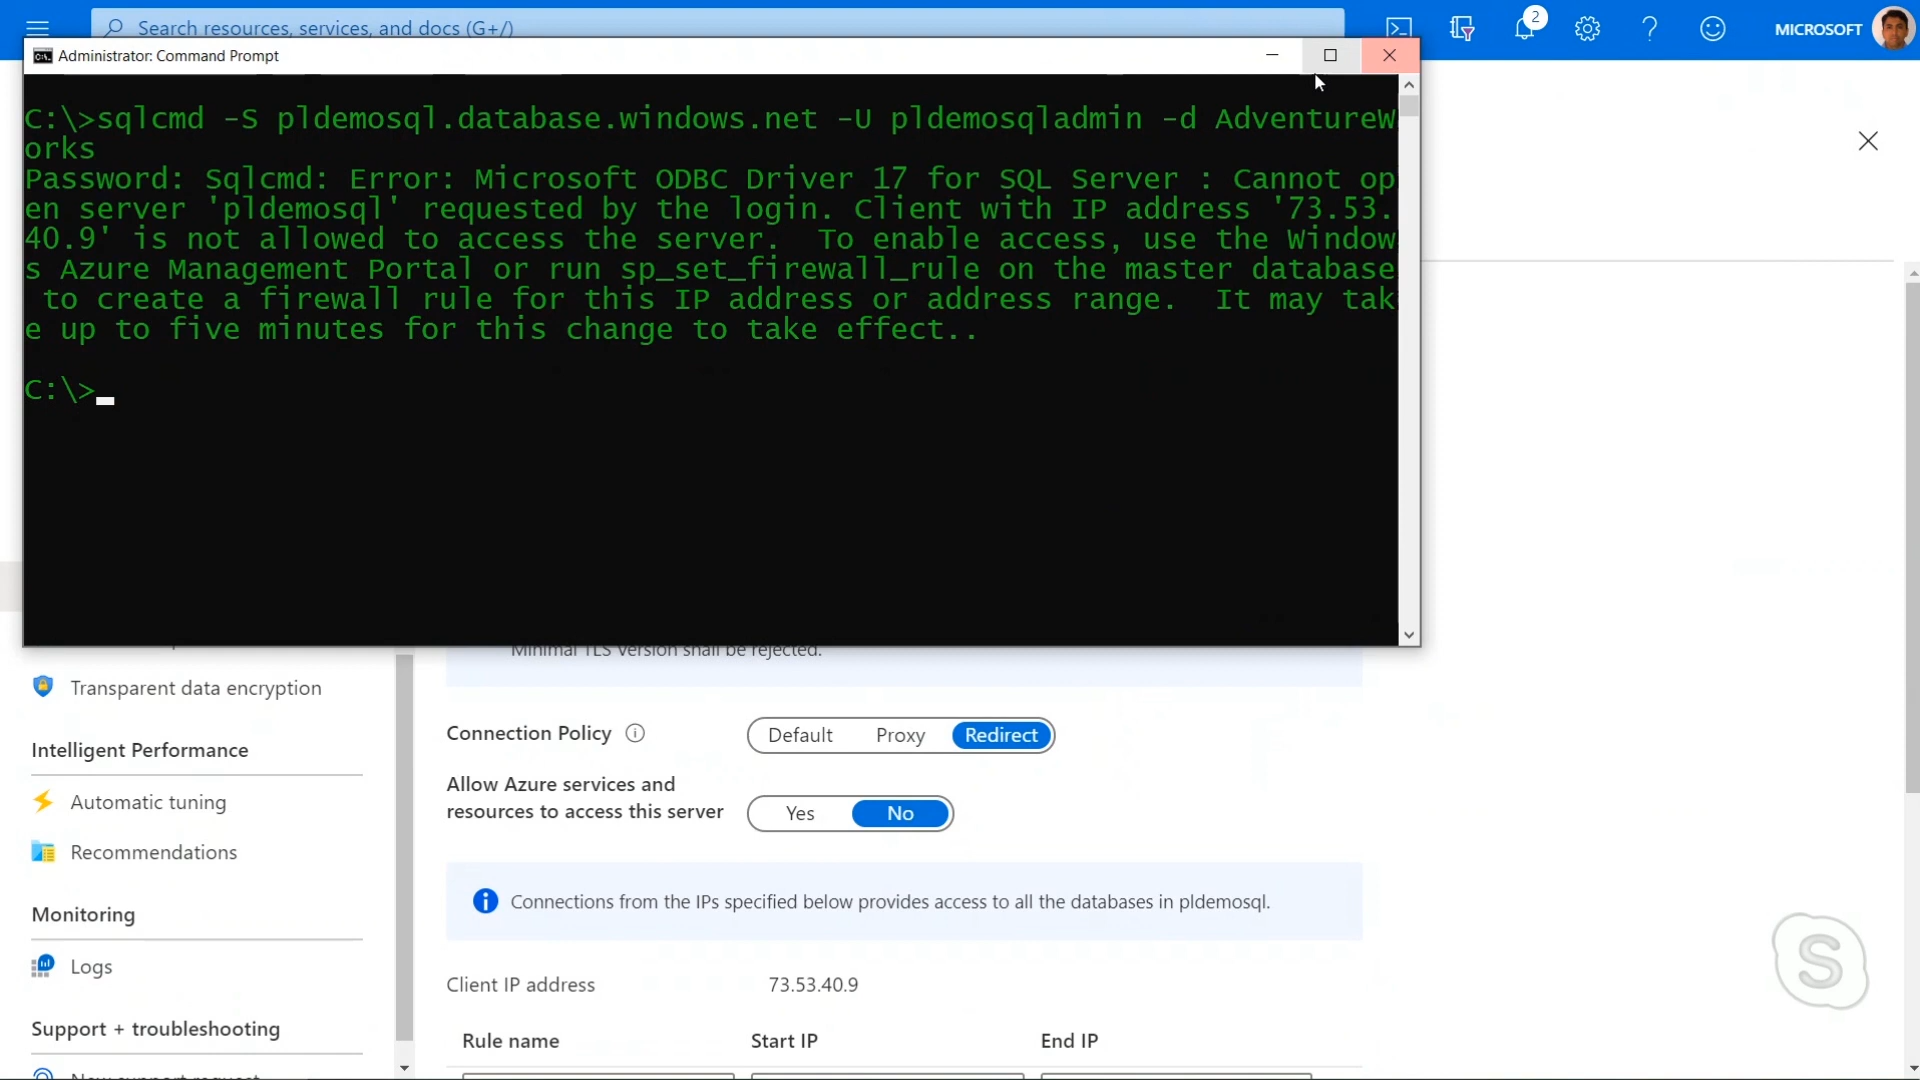 Search resources, services, and docs (G+/)
2
MICROSOFT
Administrator: Command Prompt
C:\>sqlcmd -S pldemosql.database.windows.net -U pldemosqladmin -d AdventureW
orks
Password: Sqlcmd: Error: Microsoft ODBC Driver 17 for SQL Server : Cannot op
en server 'pldemosql' requested by the login. Client with IP address '73.53.
40.9' is not allowed to access the server.  To enable access, use the Window
s Azure Management Portal or run sp_set_firewall_rule on the master database
 to create a firewall rule for this IP address or address range.  It may tak
e up to five minutes for this change to take effect..
C:\>
Minimal TLS Version shall be rejected.
Transparent data encryption
Intelligent Performance
Automatic tuning
Recommendations
Monitoring
Logs
Support + troubleshooting
New support request
Connection Policy
Default Proxy Redirect
Allow Azure services and
resources to access this server
Yes No
Connections from the IPs specified below provides access to all the databases in pldemosql.
Client IP address 73.53.40.9
Rule name Start IP End IP